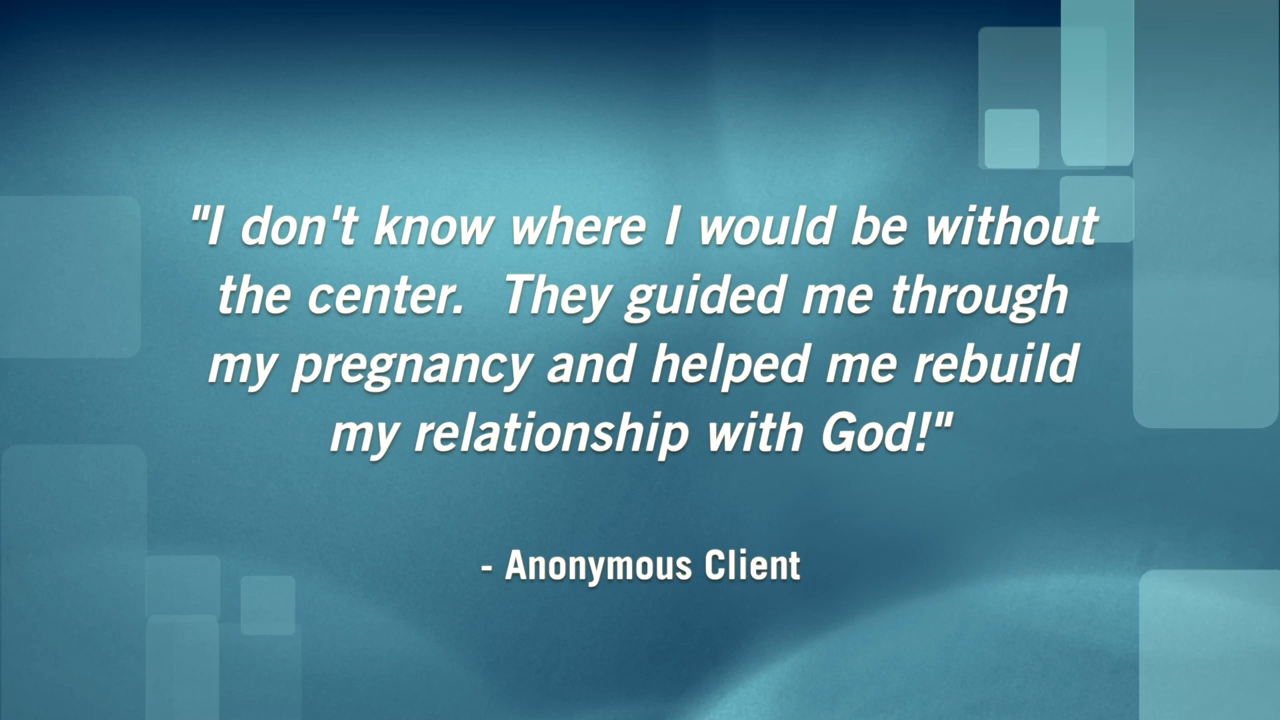 "I don't know where I would be without
the center.  They guided me through
my pregnancy and helped me rebuild
my relationship with God!"
- Anonymous Client